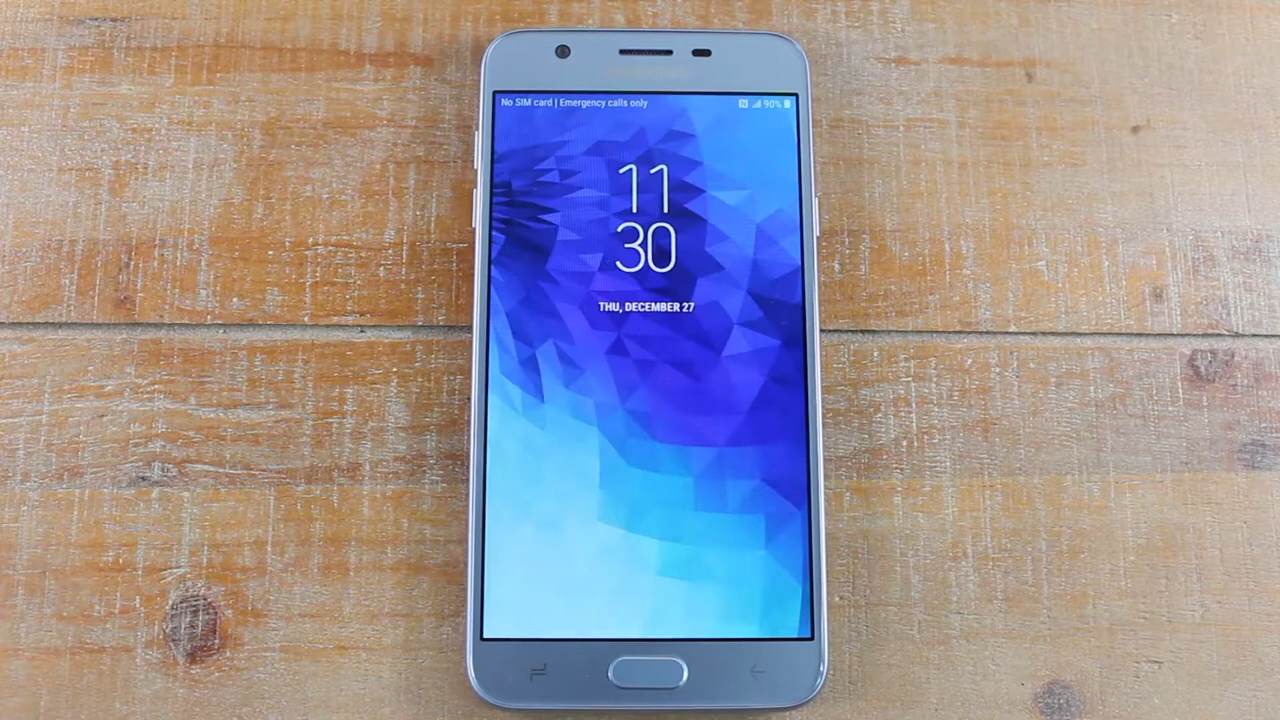 No SIM card | Emergency calls only
N 90%
11
30
THU, DECEMBER 27